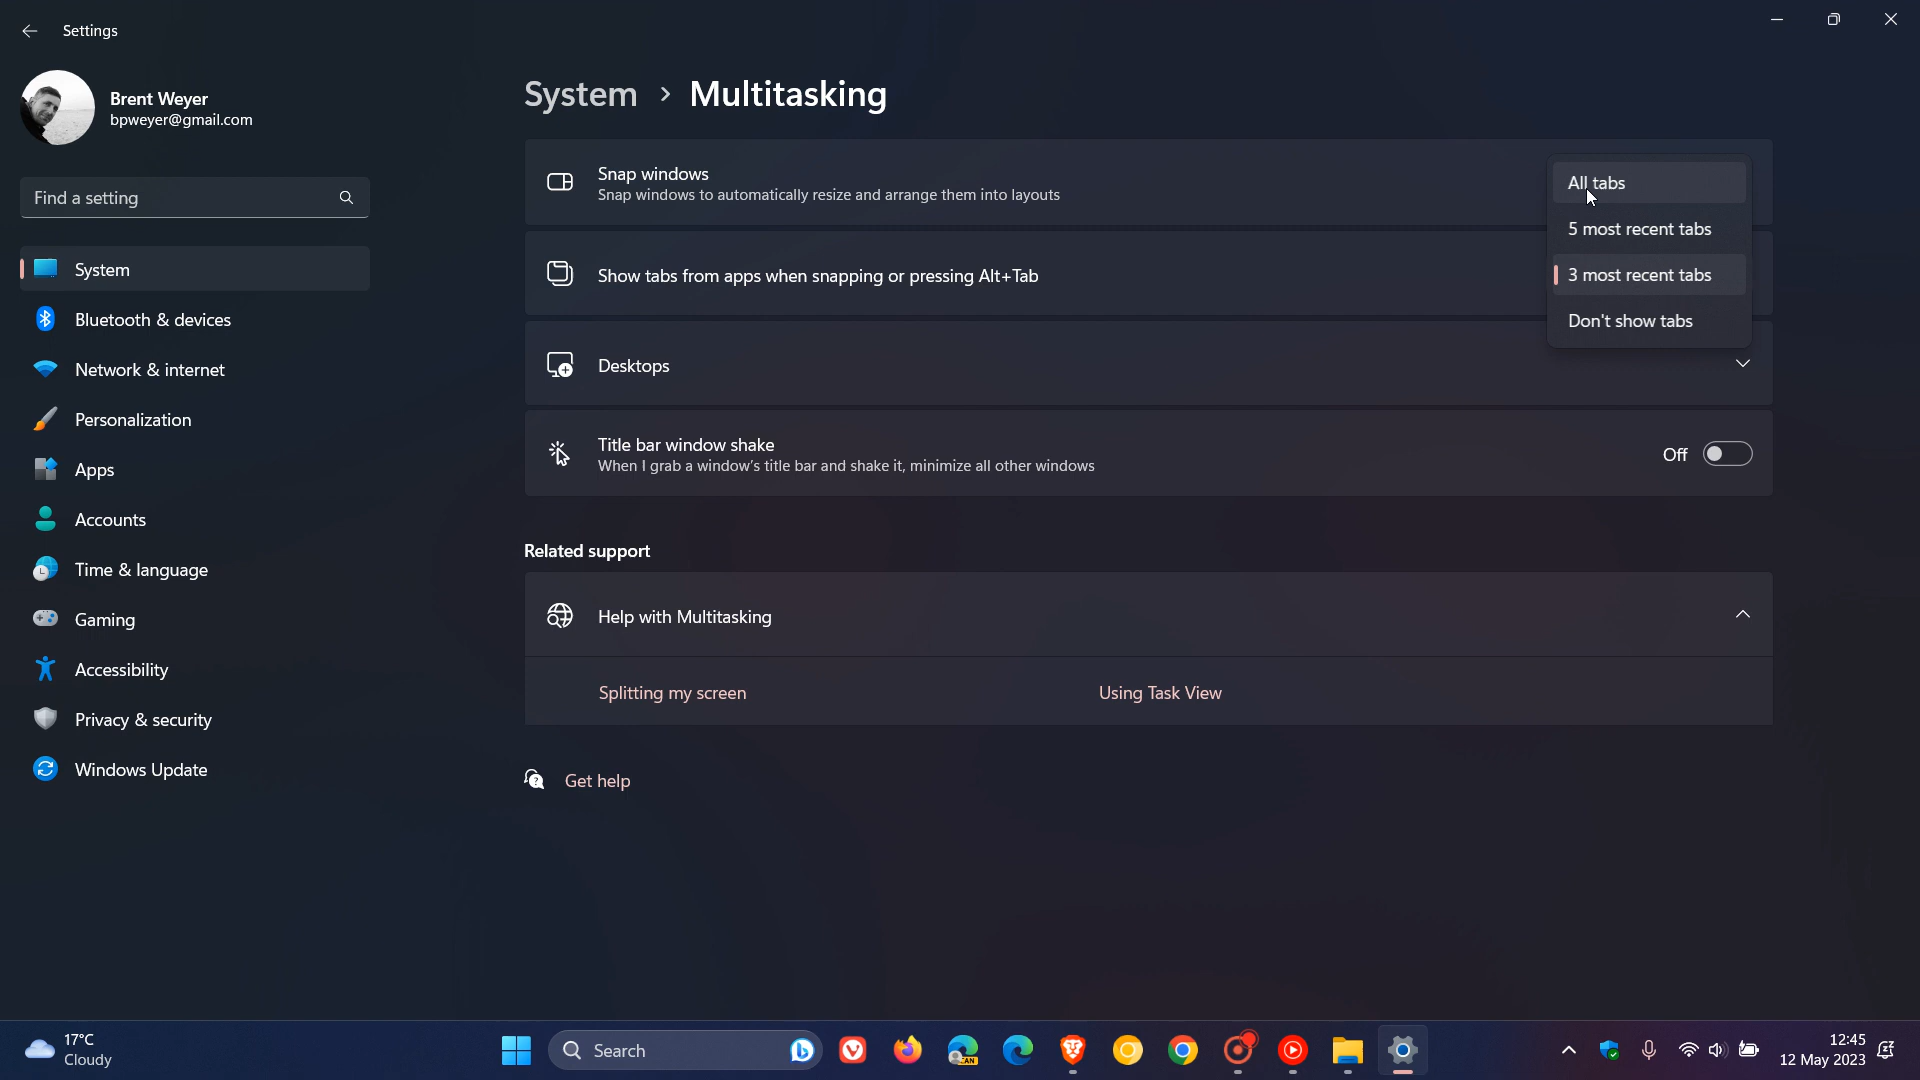 Settings
Brent Weyer
bpweyer@gmail.com
Find a setting
System
Bluetooth & devices
Network & internet
Personalization
Apps
Accounts
Time & language
Gaming
Accessibility
Privacy & security
Windows Update
System > Multitasking
Snap windows
Snap windows to automatically resize and arrange them into layouts
Show tabs from apps when snapping or pressing Alt+Tab
All tabs
5 most recent tabs
3 most recent tabs
Don't show tabs
Desktops
Title bar window shake
When I grab a window's title bar and shake it, minimize all other windows
Off
Related support
Help with Multitasking
Splitting my screen
Using Task View
Get help
17°C
Cloudy
Search
CAN
12:45
12 May 2023